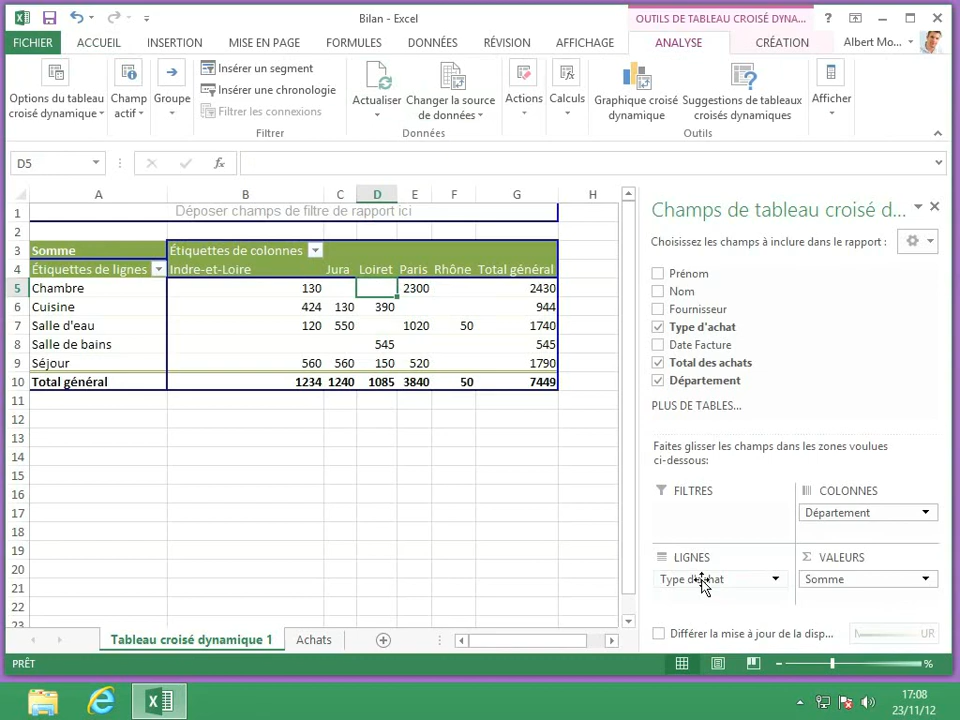 Bilan - Excel
OUTILS DE TABLEAU CROISÉ DYNA...
FICHIER ACCUEIL INSERTION MISE EN PAGE FORMULES DONNÉES RÉVISION AFFICHAGE ANALYSE CRÉATION Albert Mo...
Options du tableau croisé dynamique
Champ actif
Groupe
Insérer un segment
Insérer une chronologie
Filtrer les connexions
Filtrer
Actualiser
Changer la source de données
Données
Actions
Calculs
Graphique croisé dynamique
Suggestions de tableaux croisés dynamiques
Outils
Afficher
D5 fx
A B C D E F G H
1 Déposer champs de filtre de rapport ici
2
3 Somme Étiquettes de colonnes
4 Étiquettes de lignes Indre-et-Loire Jura Loiret Paris Rhône Total général
5 Chambre 130 2300 2430
6 Cuisine 424 130 390 944
7 Salle d'eau 120 550 1020 50 1740
8 Salle de bains 545 545
9 Séjour 560 560 150 520 1790
10 Total général 1234 1240 1085 3840 50 7449
11
12
13
14
15
16
17
18
19
20
21
22
23
Champs de tableau croisé d...
Choisissez les champs à inclure dans le rapport :
Prénom
Nom
Fournisseur
Type d'achat
Date Facture
Total des achats
Département
PLUS DE TABLES...
Faites glisser les champs dans les zones voulues
ci-dessous:
FILTRES COLONNES
Département
LIGNES VALEURS
Type d'achat Somme
Différer la mise à jour de la disp... UR
Tableau croisé dynamique 1 Achats
PRÊT %
17:08
23/11/12